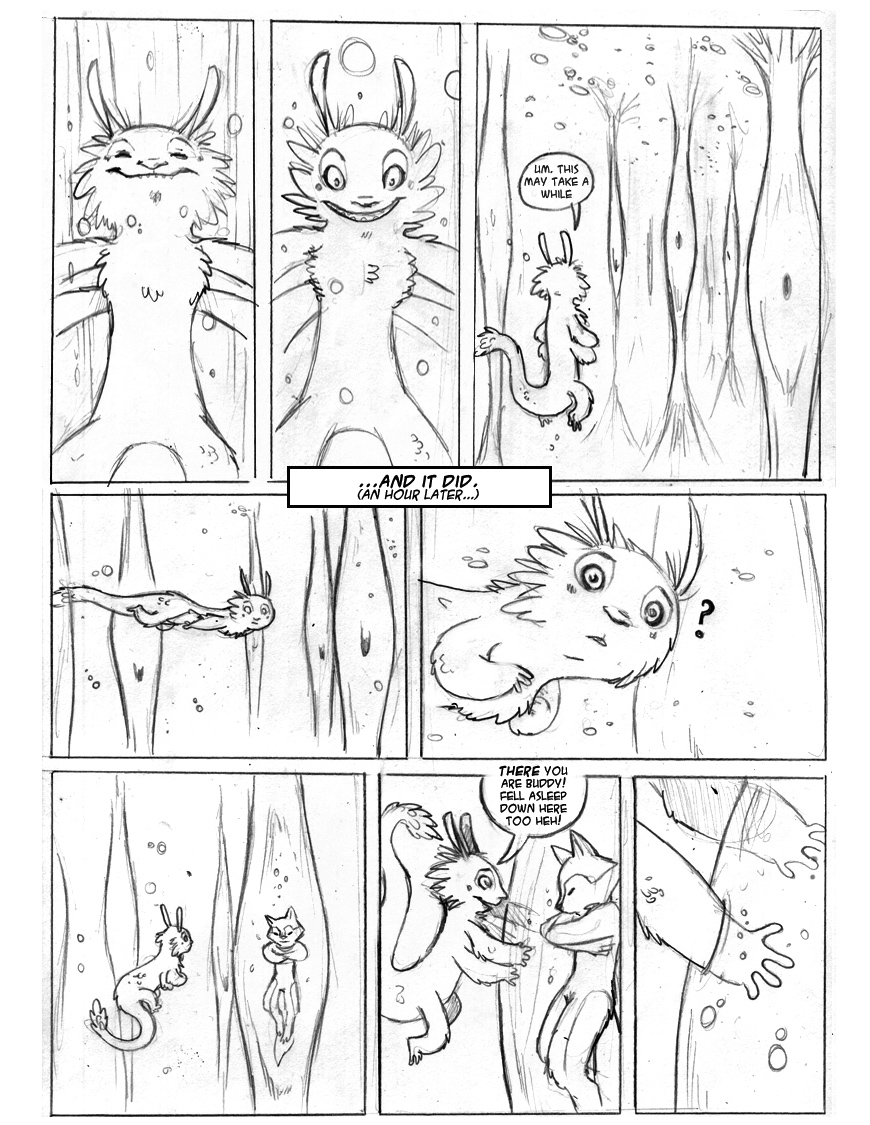 UM. THIS
MAY TAKE A
WHILE
...AND IT DID.
(AN HOUR LATER...)
?
THERE YOU
ARE BUDDY!
FELL ASLEEP
DOWN HERE
TOO HEH!